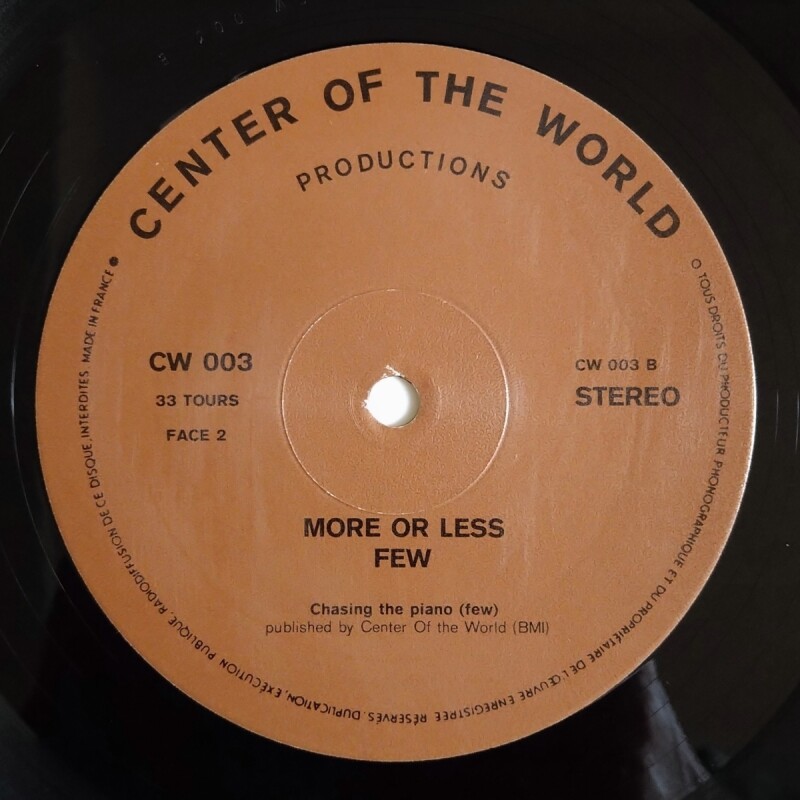 CENTER OF THE WORLD
PRODUCTIONS
CW 003
33 TOURS
FACE 2
CW 003 B
STEREO
MORE OR LESS
FEW
Chasing the piano (few)
published by Center Of the World (BMI)
O TOUS DROITS DU PRODUCTEUR PHONOGRAPHIQUE ET DU PROPRIÉTAIRE DE L'ŒUVRE ENREGISTRÉE RÉSERVÉS. DUPLICATION, EXÉCUTION PUBLIQUE, RADIODIFFUSION DE CE DISQUE, INTERDITES. MADE IN FRANCE